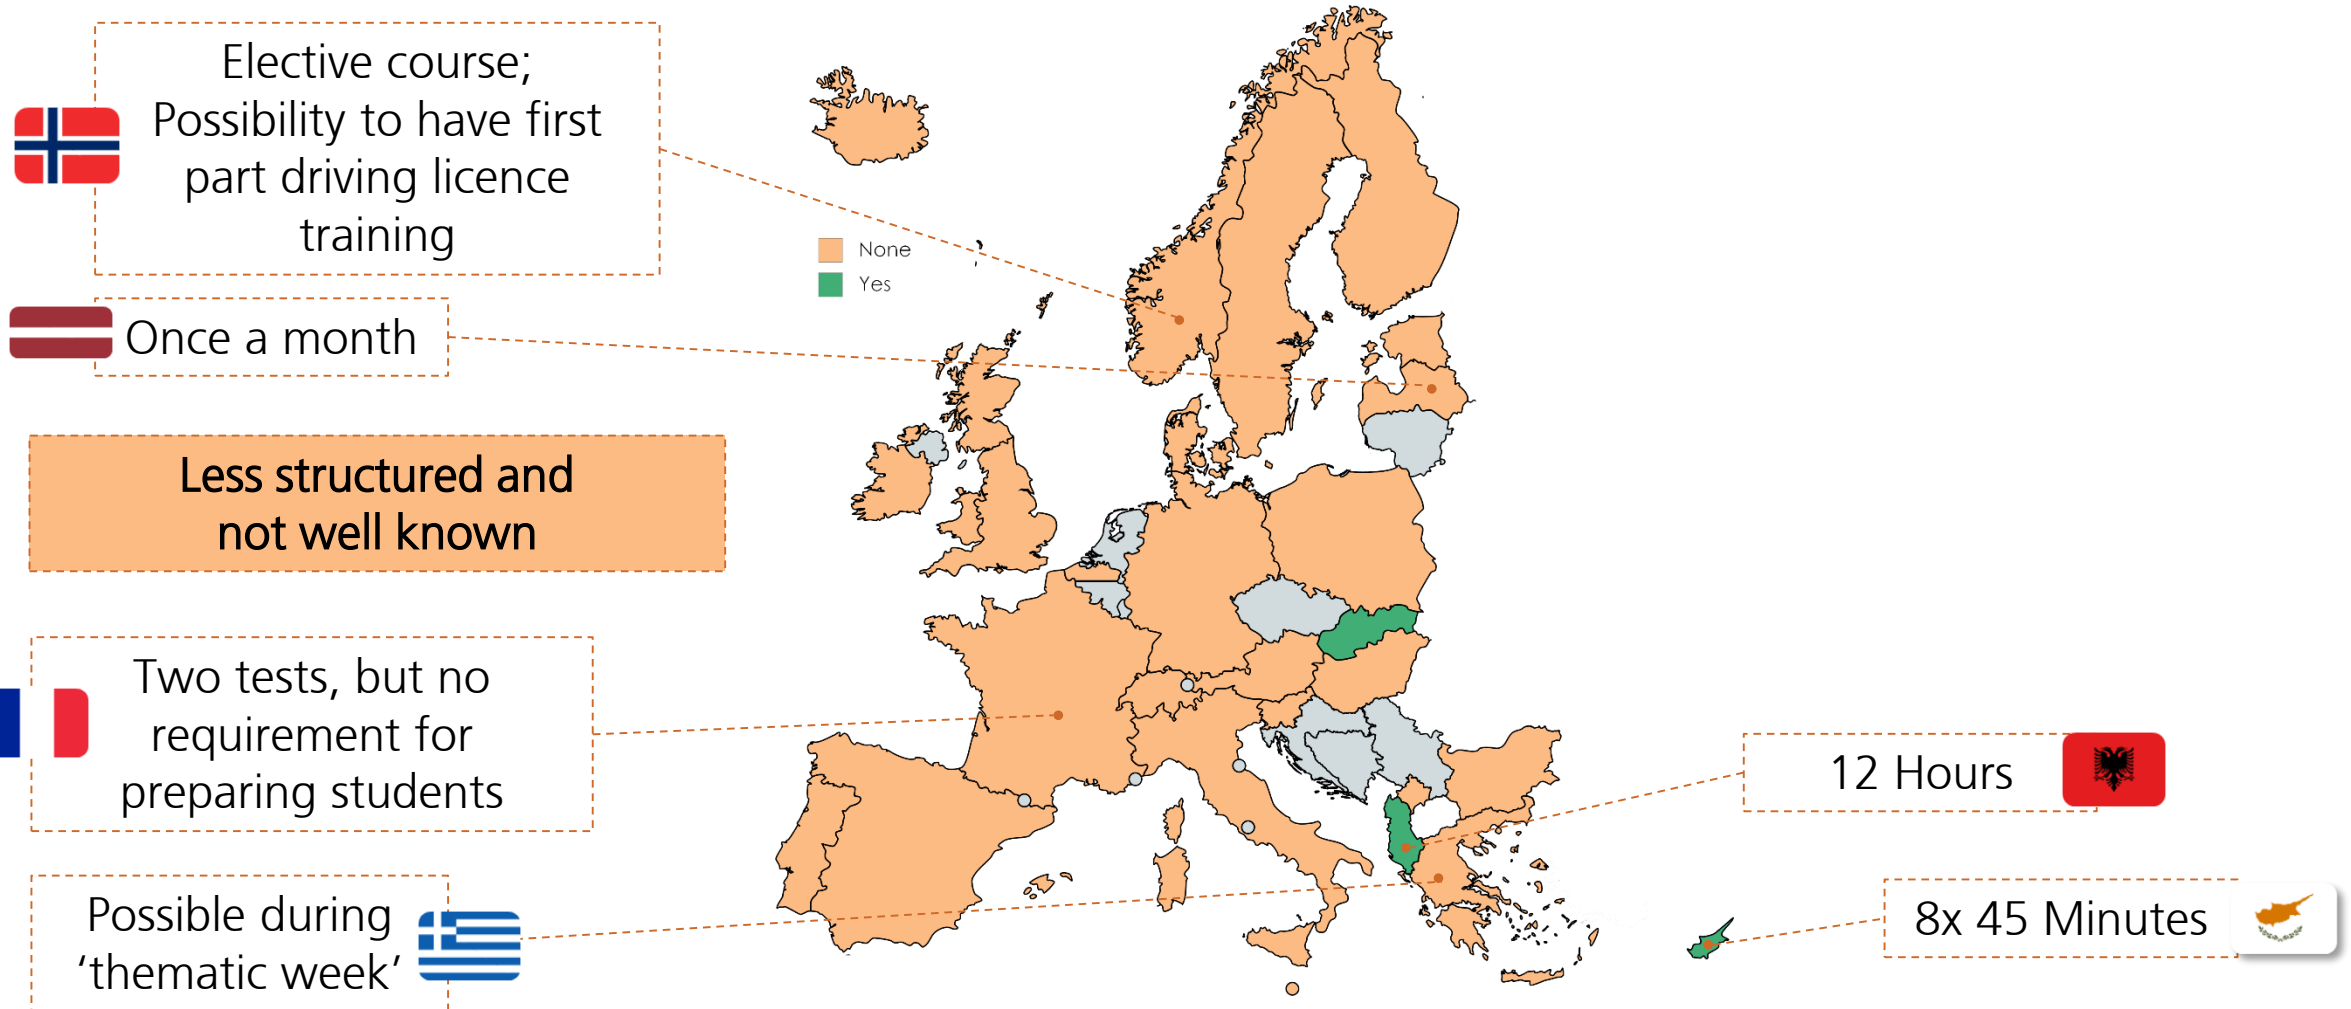 Elective course;
Possibility to have first
part driving licence
training
None
Yes
Once a month
Less structured and
not well known
Two tests, but no
requirement for
preparing students
12 Hours
Possible during
‘thematic week’
8x 45 Minutes